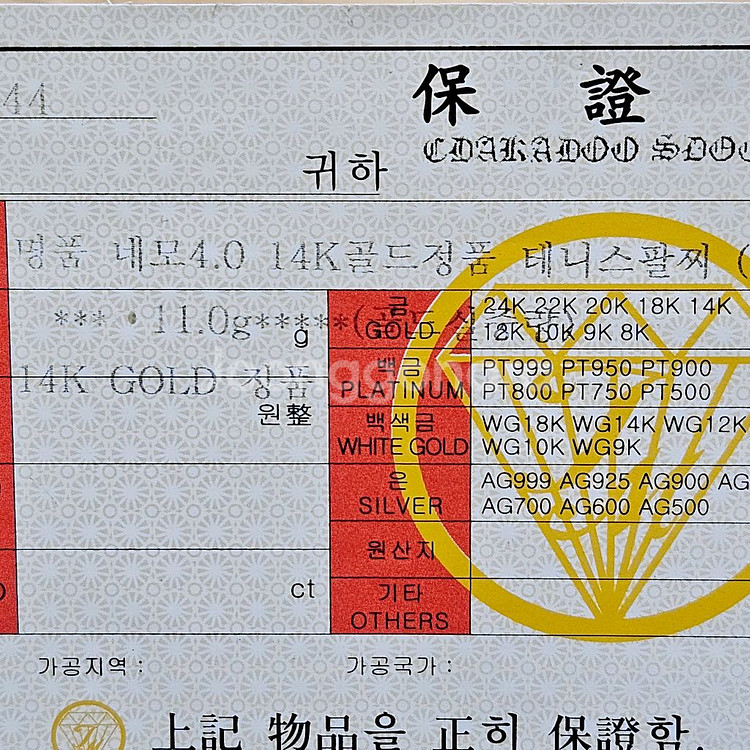 44
保 證
귀하
CDARADOO SDOC
명품 네모4.0 14K골드정품 테니스팔찌 (
*** · 11.0g*****(
g
14K GOLD 정품
원整
금
GOLD
24K 22K 20K 18K 14K
12K 10K 9K 8K
백금
PLATINUM
PT999 PT950 PT900
PT800 PT750 PT500
백색금
WHITE GOLD
WG18K WG14K WG12K
WG10K WG9K
은
SILVER
AG999 AG925 AG900 AG
AG700 AG600 AG500
원산지
ct
기타
OTHERS
가공지역 : 가공국가 :
上記 物品을 正히 保證함